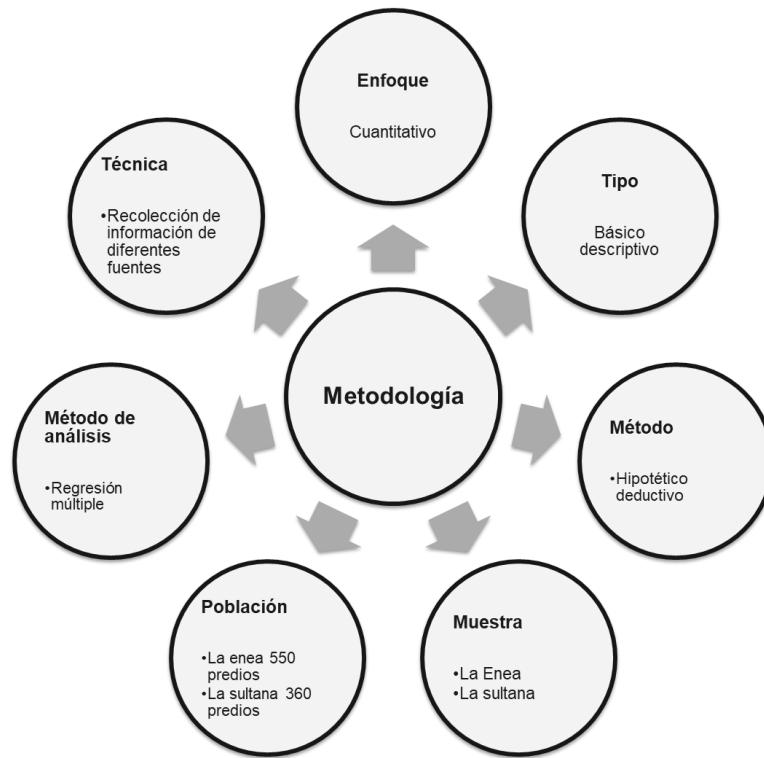 Enfoque
Cuantitativo
Tipo
Básico
descriptivo
Método
•Hipotético
deductivo
Muestra
•La Enea
•La sultana
Población
•La enea 550
predios
•La sultana 360
predios
Método de
análisis
•Regresión
múltiple
Técnica
•Recolección de
información de
diferentes
fuentes
Metodología